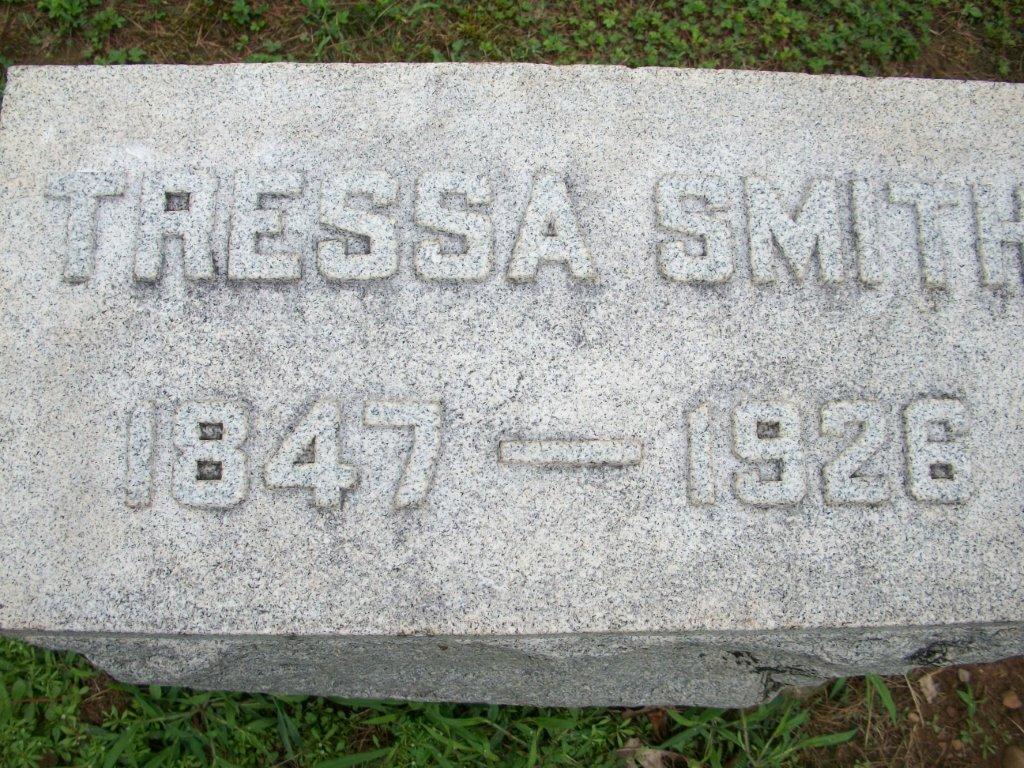 TRESSA SMITH
1847 — 1926